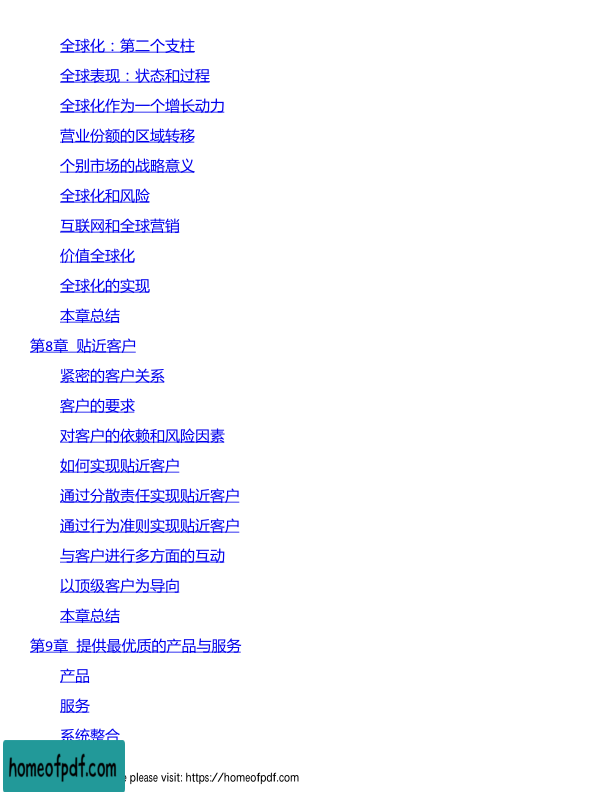 全球化：第二个支柱
全球表现：状态和过程
全球化作为一个增长动力
营业份额的区域转移
个别市场的战略意义
全球化和风险
互联网和全球营销
价值全球化
全球化的实现
本章总结
第8章 贴近客户
紧密的客户关系
客户的要求
对客户的依赖和风险因素
如何实现贴近客户
通过分散责任实现贴近客户
通过行为准则实现贴近客户
与客户进行多方面的互动
以顶级客户为导向
本章总结
第9章 提供最优质的产品与服务
产品
服务
系统整合
homeofpdf.com
please visit: https://homeofpdf.com